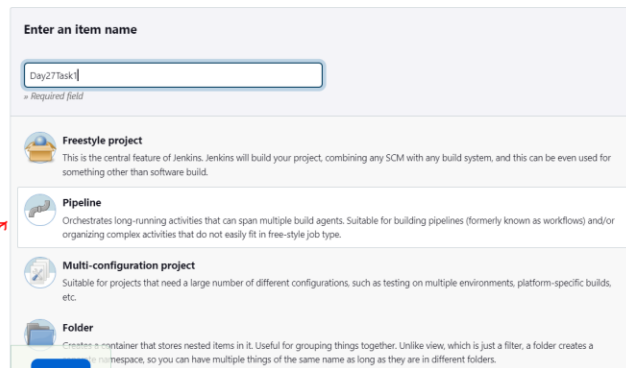 Enter an item name
Day27Task1
» Required field
Freestyle project
This is the central feature of Jenkins. Jenkins will build your project, combining any SCM with any build system, and this can be even used for
something other than software build.
Pipeline
Orchestrates long-running activities that can span multiple build agents. Suitable for building pipelines (formerly known as workflows) and/or
organizing complex activities that do not easily fit in free-style job type.
Multi-configuration project
Suitable for projects that need a large number of different configurations, such as testing on multiple environments, platform-specific builds,
etc.
Folder
Creates a container that stores nested items in it. Useful for grouping things together. Unlike view, which is just a filter, a folder creates a
namespace, so you can have multiple things of the same name as long as they are in different folders.